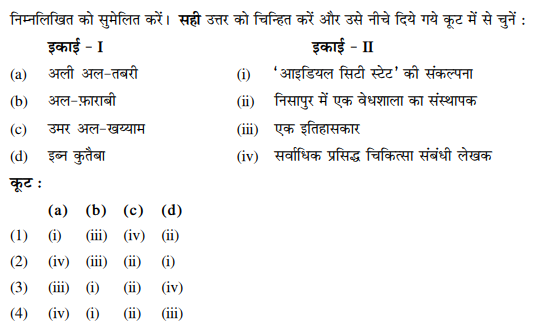 निम्नलिखित को सुमेलित करें। सही उत्तर को चिन्हित करें और उसे नीचे दिये गये कूट में से चुनें :
इकाई - I इकाई - II
(a) अली अल-तबरी (i) ‘आइडियल सिटी स्टेट’ की संकल्पना
(b) अल-फ़ाराबी (ii) निसापुर में एक वेधशाला का संस्थापक
(c) उमर अल-खय्याम (iii) एक इतिहासकार
(d) इब्न कुतैबा (iv) सर्वाधिक प्रसिद्ध चिकित्सा संबंधी लेखक
कूट :
(a) (b) (c) (d)
(1) (i) (iii) (iv) (ii)
(2) (iv) (iii) (ii) (i)
(3) (iii) (i) (ii) (iv)
(4) (iv) (i) (ii) (iii)